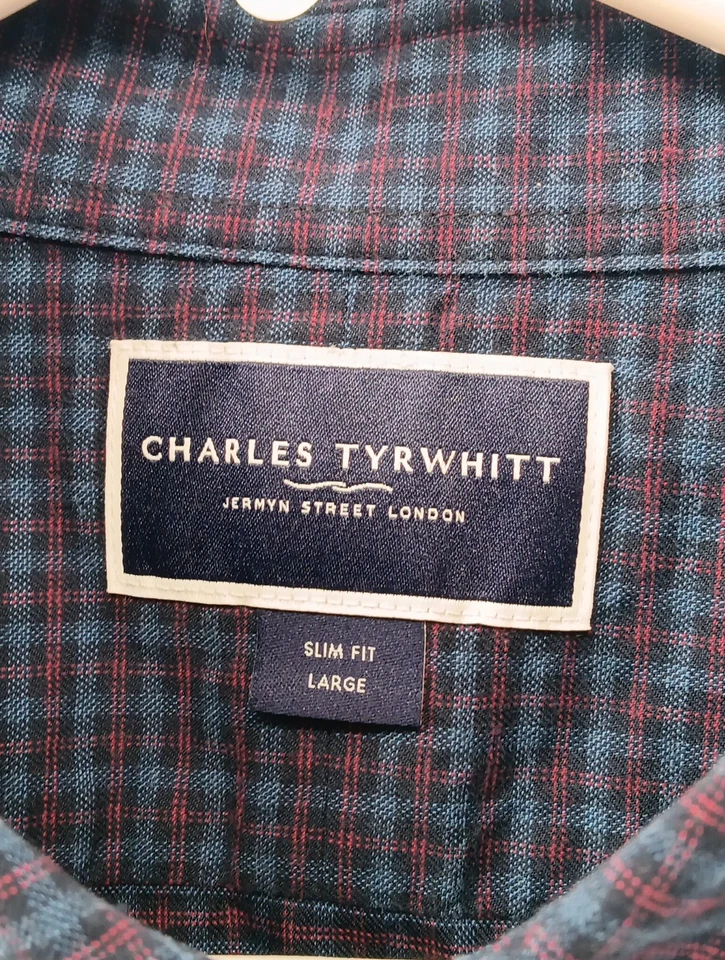 CHARLES TYRWHITT
JERMYN STREET LONDON
SLIM FIT
LARGE